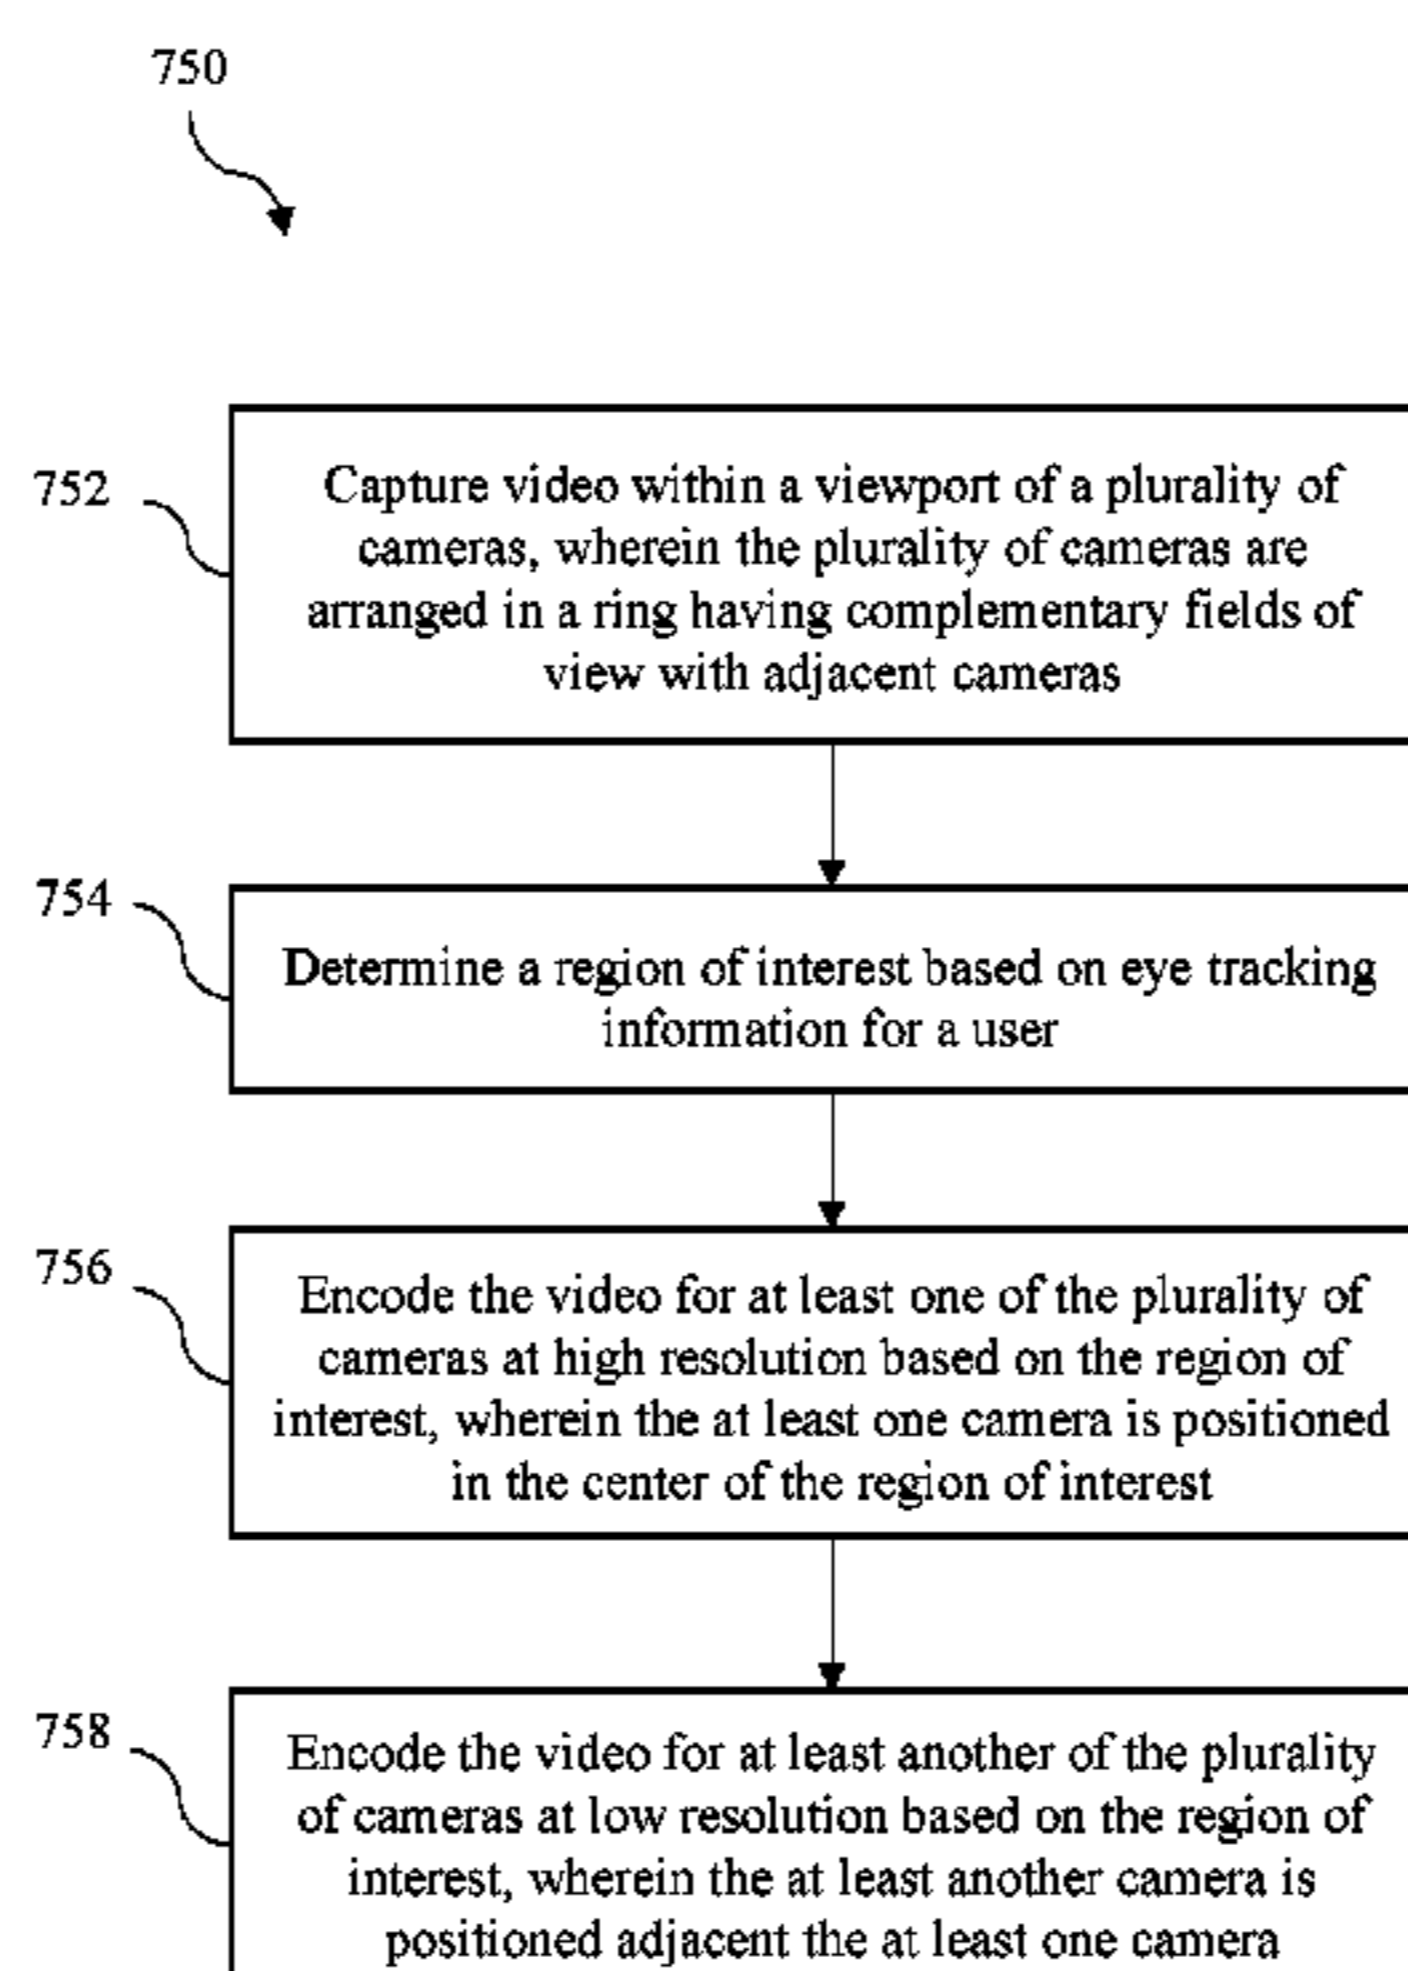 750
752
Capture video within a viewport of a plurality of
cameras, wherein the plurality of cameras are
arranged in a ring having complementary fields of
view with adjacent cameras
754
Determine a region of interest based on eye tracking
information for a user
756
Encode the video for at least one of the plurality of
cameras at high resolution based on the region of
interest, wherein the at least one camera is positioned
in the center of the region of interest
758
Encode the video for at least another of the plurality
of cameras at low resolution based on the region of
interest, wherein the at least another camera is
positioned adjacent the at least one camera